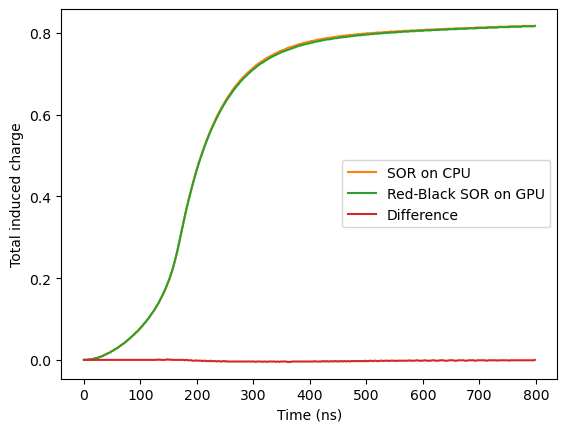 0.8
0.6
0.4
0.2
0.0
Total induced charge
SOR on CPU
Red-Black SOR on GPU
Difference
0 100 200 300 400 500 600 700 800
Time (ns)